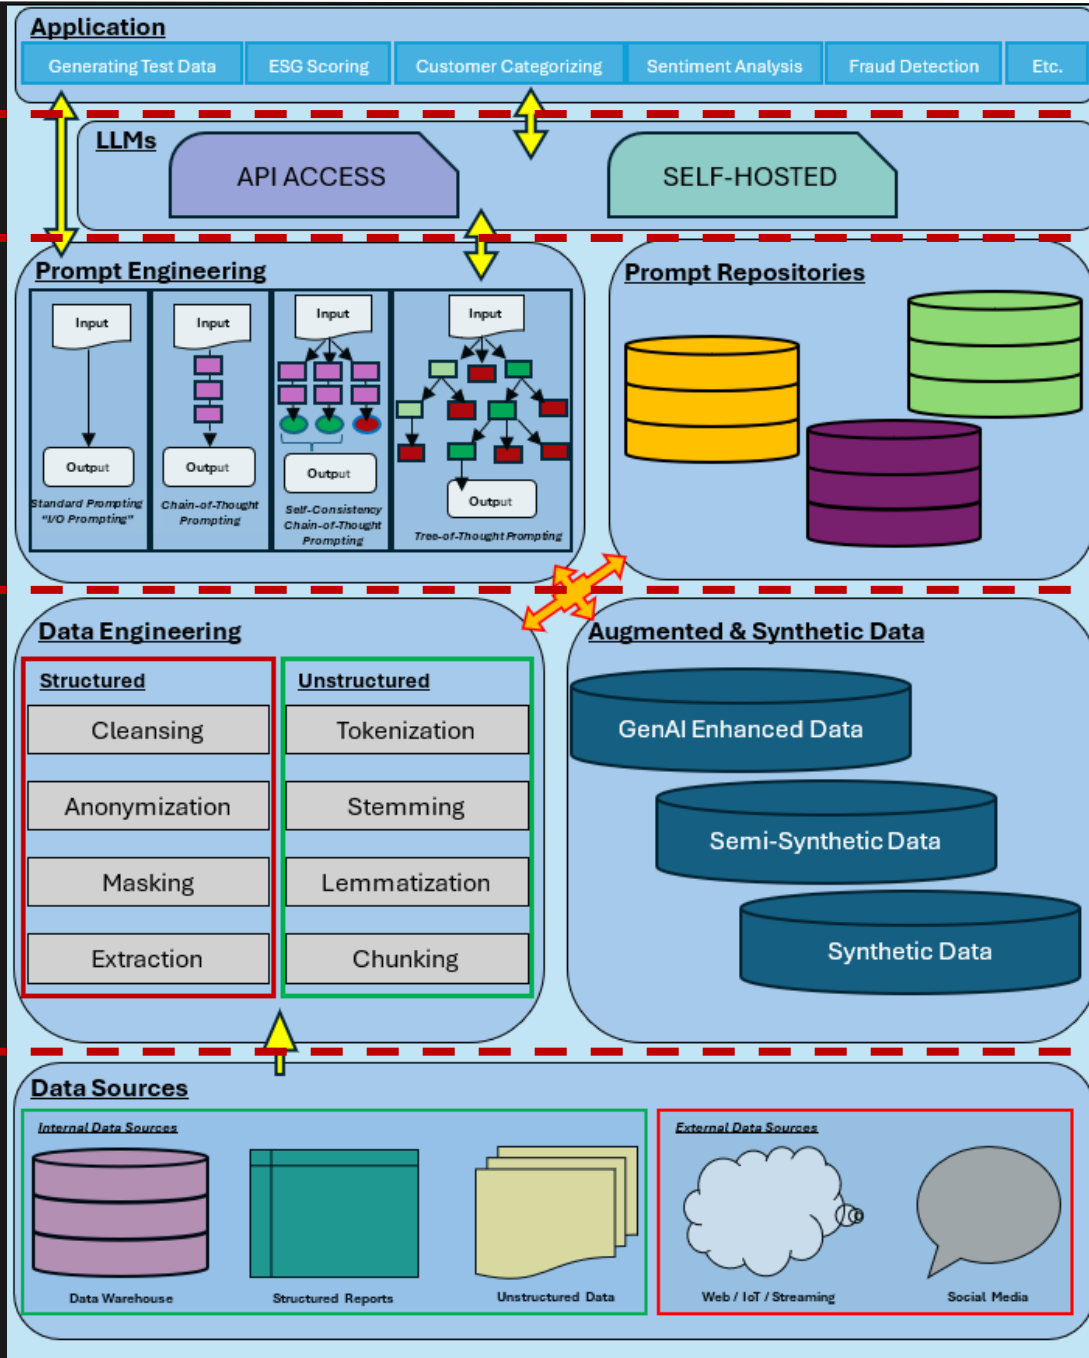 Application
Generating Test Data
ESG Scoring
Customer Categorizing
Sentiment Analysis
Fraud Detection
Etc.
LLMs
API ACCESS
SELF-HOSTED
Prompt Engineering
Input
Output
Standard Prompting
"I/O Prompting"
Input
Output
Chain-of-Thought
Prompting
Input
Output
Self-Consistency
Chain-of-Thought
Prompting
Input
Output
Tree-of-Thought Prompting
Prompt Repositories
Data Engineering
Structured
Cleansing
Anonymization
Masking
Extraction
Unstructured
Tokenization
Stemming
Lemmatization
Chunking
Augmented & Synthetic Data
GenAI Enhanced Data
Semi-Synthetic Data
Synthetic Data
Data Sources
Internal Data Sources
Data Warehouse
Structured Reports
Unstructured Data
External Data Sources
Web / IoT / Streaming
Social Media